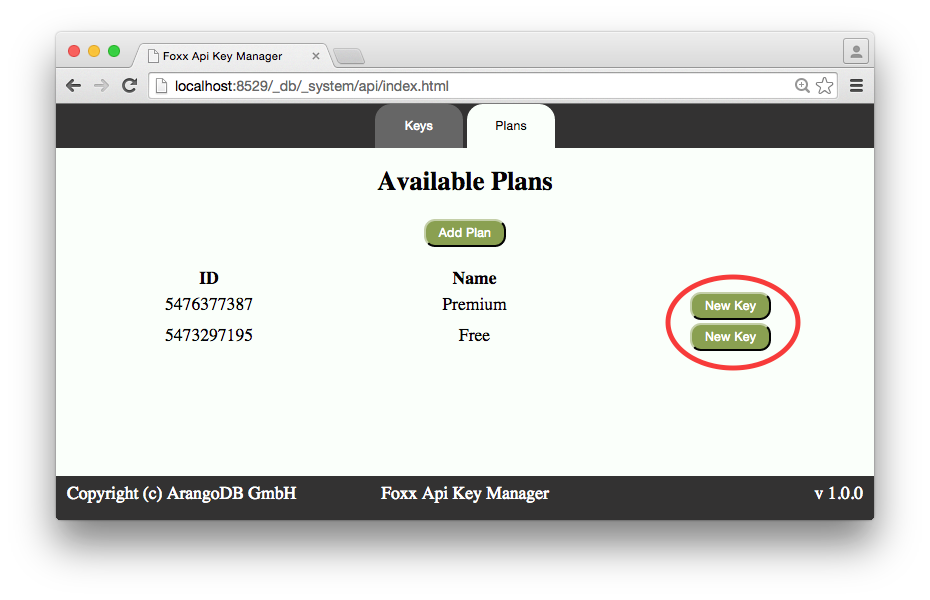 Foxx Api Key Manager
localhost:8529/_db/_system/api/index.html
Keys Plans
Available Plans
Add Plan
ID Name
5476377387 Premium New Key
5473297195 Free New Key
Copyright (c) ArangoDB GmbH Foxx Api Key Manager v 1.0.0